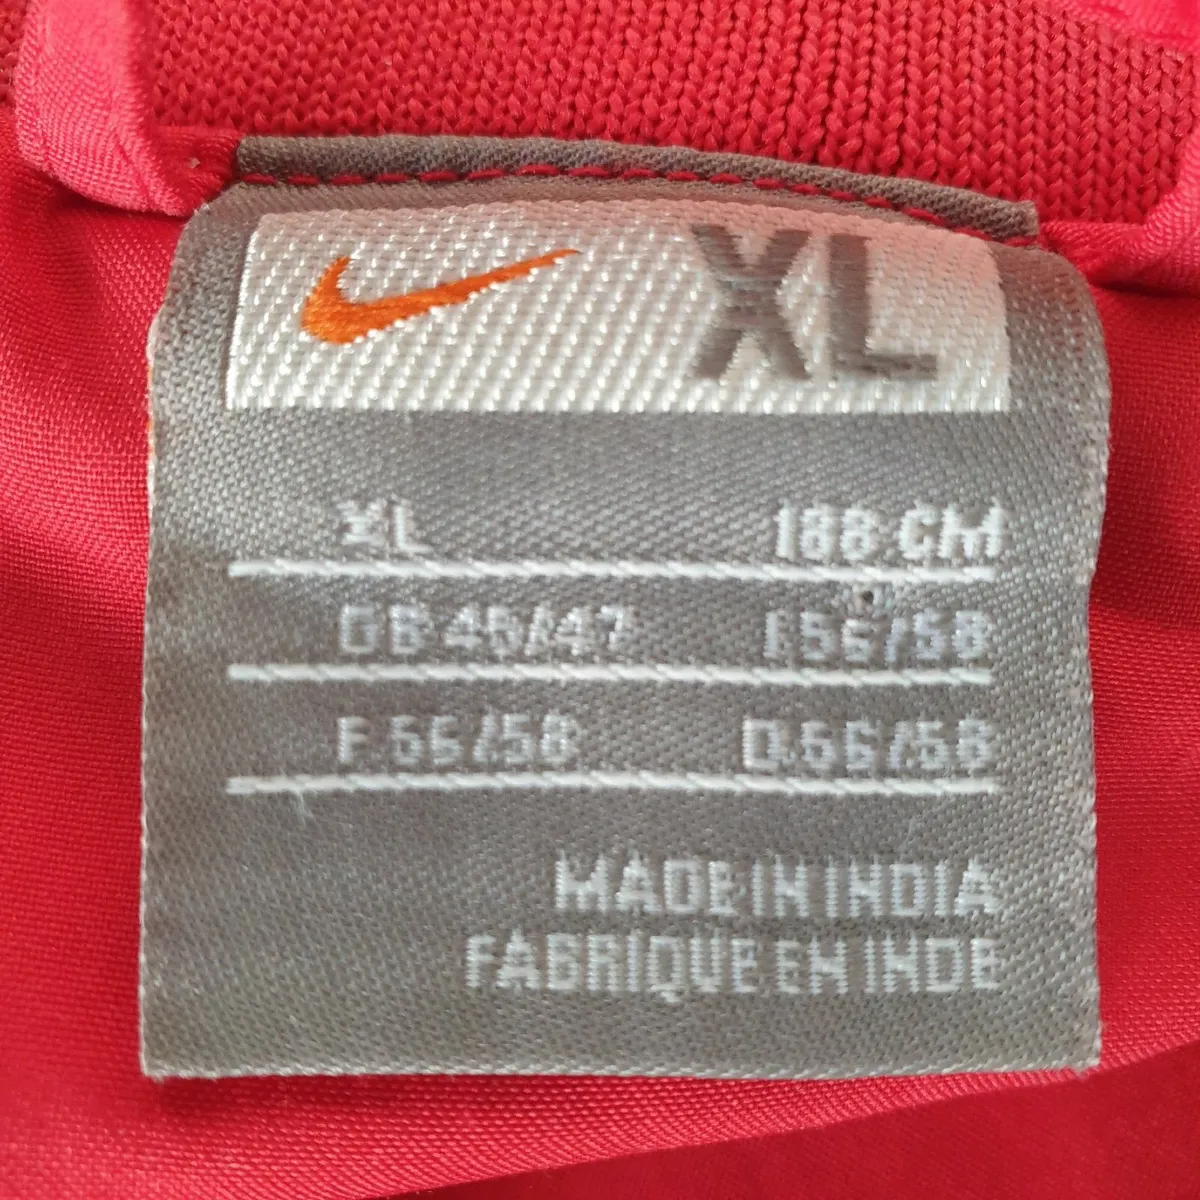 XL
XL 188 CM
GB 45/47 I 56/58
F 56/58 D 56/58
MADE IN INDIA
FABRIQUE EN INDE